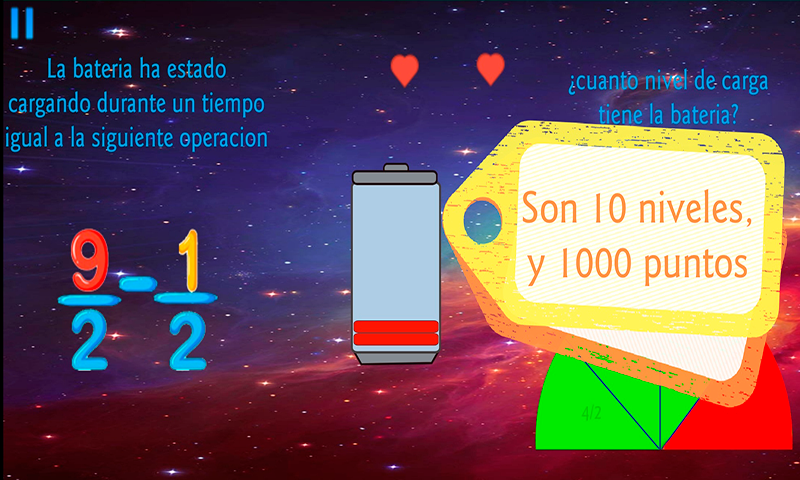 La bateria ha estado
cargando durante un tiempo
igual a la siguiente operacion
¿cuanto nivel de carga
tiene la bateria?
Son 10 niveles,
y 1000 puntos
9 - 1
2 2
4/2